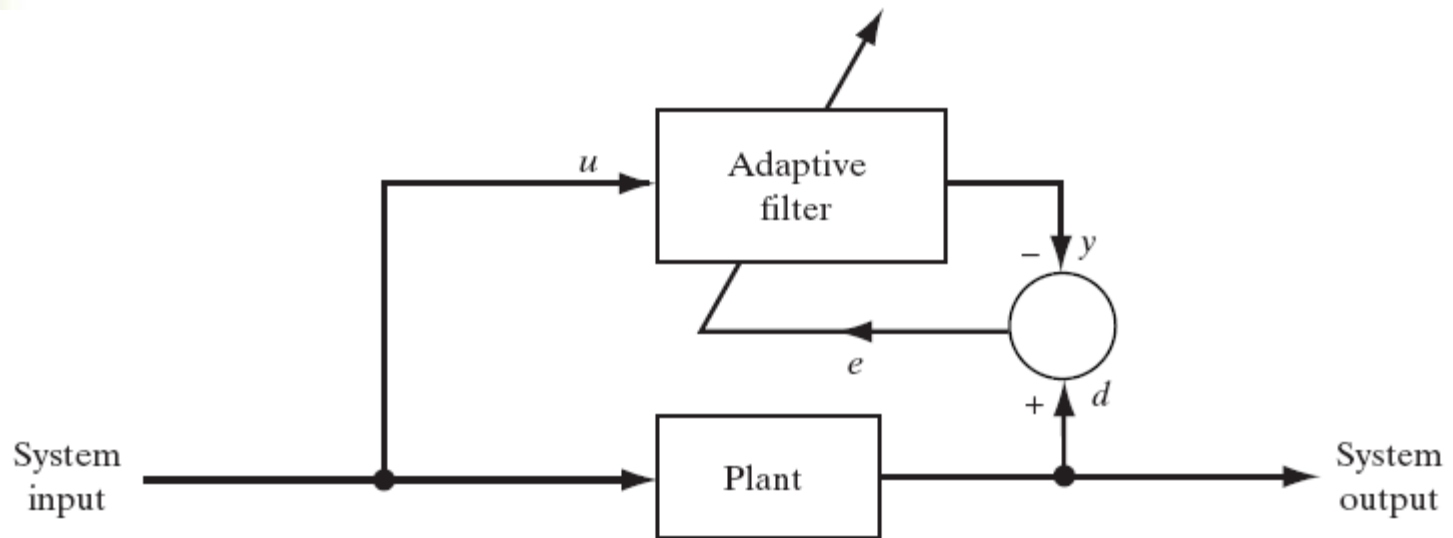 u
Adaptive
filter
− y
e
+ d
System
input
Plant
System
output